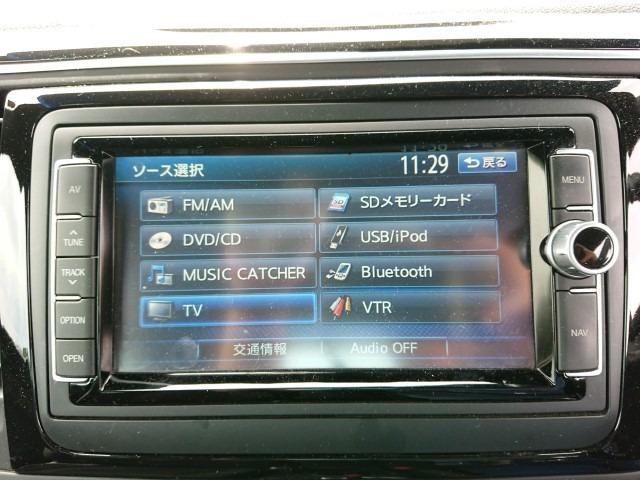 ソース選択 11:29 戻る
FM/AM SDメモリーカード
DVD/CD USB/iPod
MUSIC CATCHER Bluetooth
TV VTR
交通情報 Audio OFF
AV
TUNE
TRACK
OPTION
OPEN
MENU
NAV